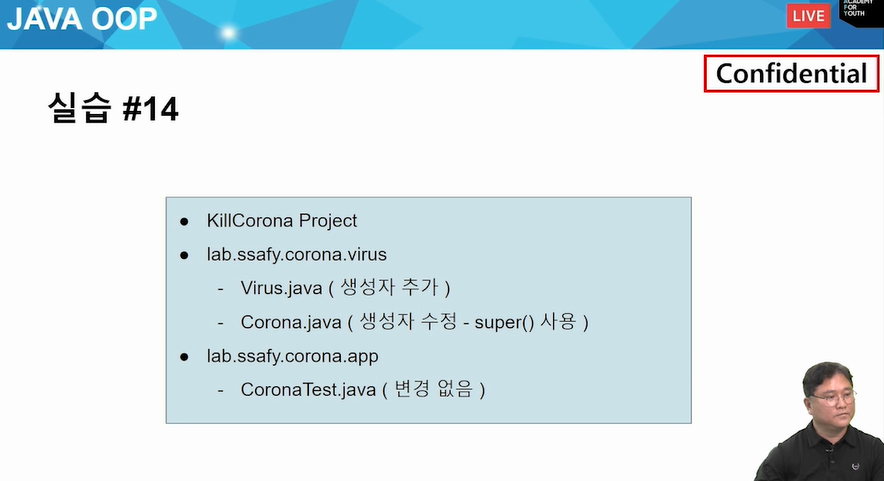 JAVA OOP
LIVE
ACADEMY
FOR
YOUTH
Confidential
실습 #14
● KillCorona Project
● lab.ssafy.corona.virus
- Virus.java ( 생성자 추가 )
- Corona.java ( 생성자 수정 - super() 사용 )
● lab.ssafy.corona.app
- CoronaTest.java ( 변경 없음 )